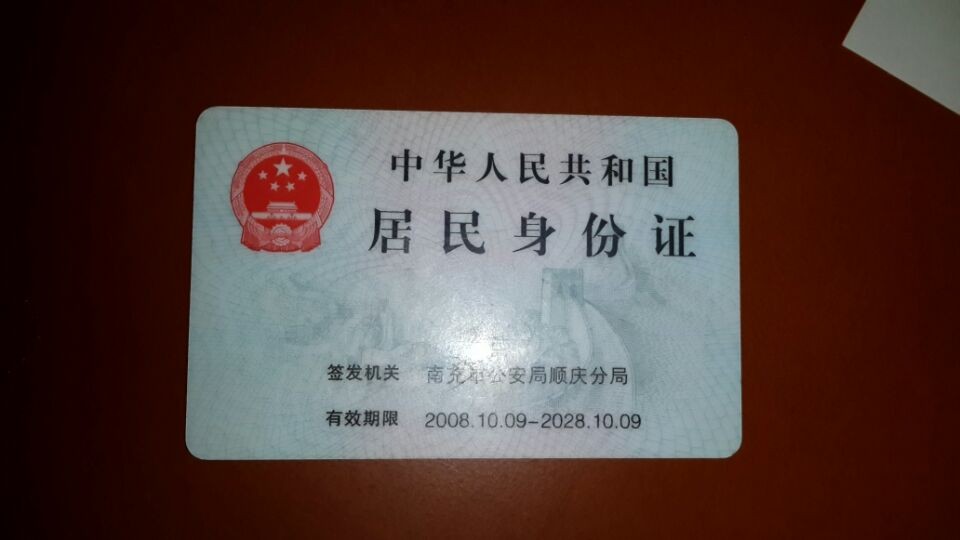 中华人民共和国
居民身份证
签发机关 南充市公安局顺庆分局
有效期限 2008.10.09-2028.10.09